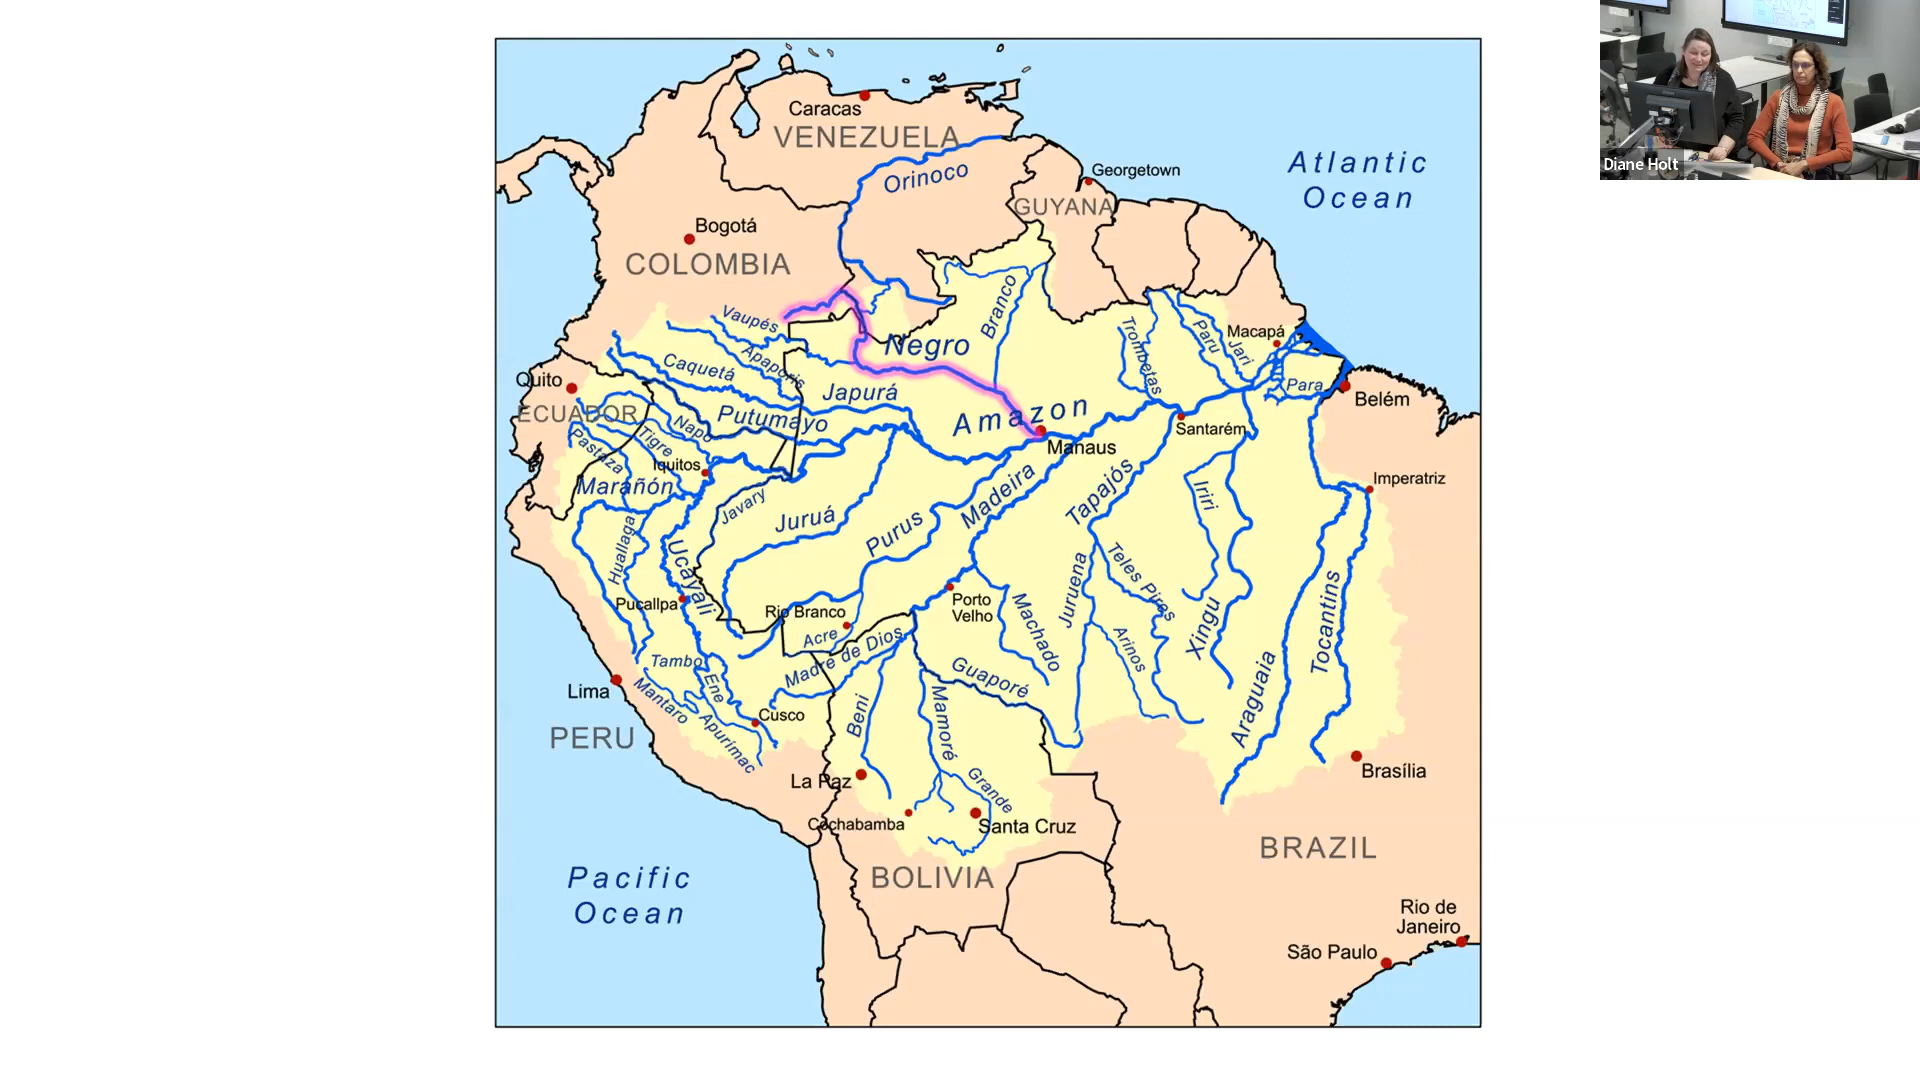 Caracas
VENEZUELA
Orinoco
Georgetown
GUYANA
Atlantic
Ocean
Bogotá
COLOMBIA
Vaupés
Apaporis
Caquetá
Japurá
Putumayo
Negro
Branco
Trombetas
Paru
Jari
Macapá
Para
Belém
Quito
ECUADOR
Napo
Tigre
Pastaza
Iquitos
Marañón
Amazon
Manaus
Santarém
Imperatriz
Javary
Juruá
Purus
Madeira
Tapajós
Iriri
Huallaga
Ucayali
Pucallpa
Rio Branco
Acre
Madre de Dios
Porto
Velho
Machado
Juruena
Teles Pires
Arinos
Xingu
Araguaia
Tocantins
Lima
Tambo
Ene
Mantaro
Apurímac
Cusco
PERU
Beni
Mamoré
Guaporé
Grande
La Paz
Cochabamba
Santa Cruz
BOLIVIA
Brasília
BRAZIL
Pacific
Ocean
Rio de
Janeiro
São Paulo
Diane Holt